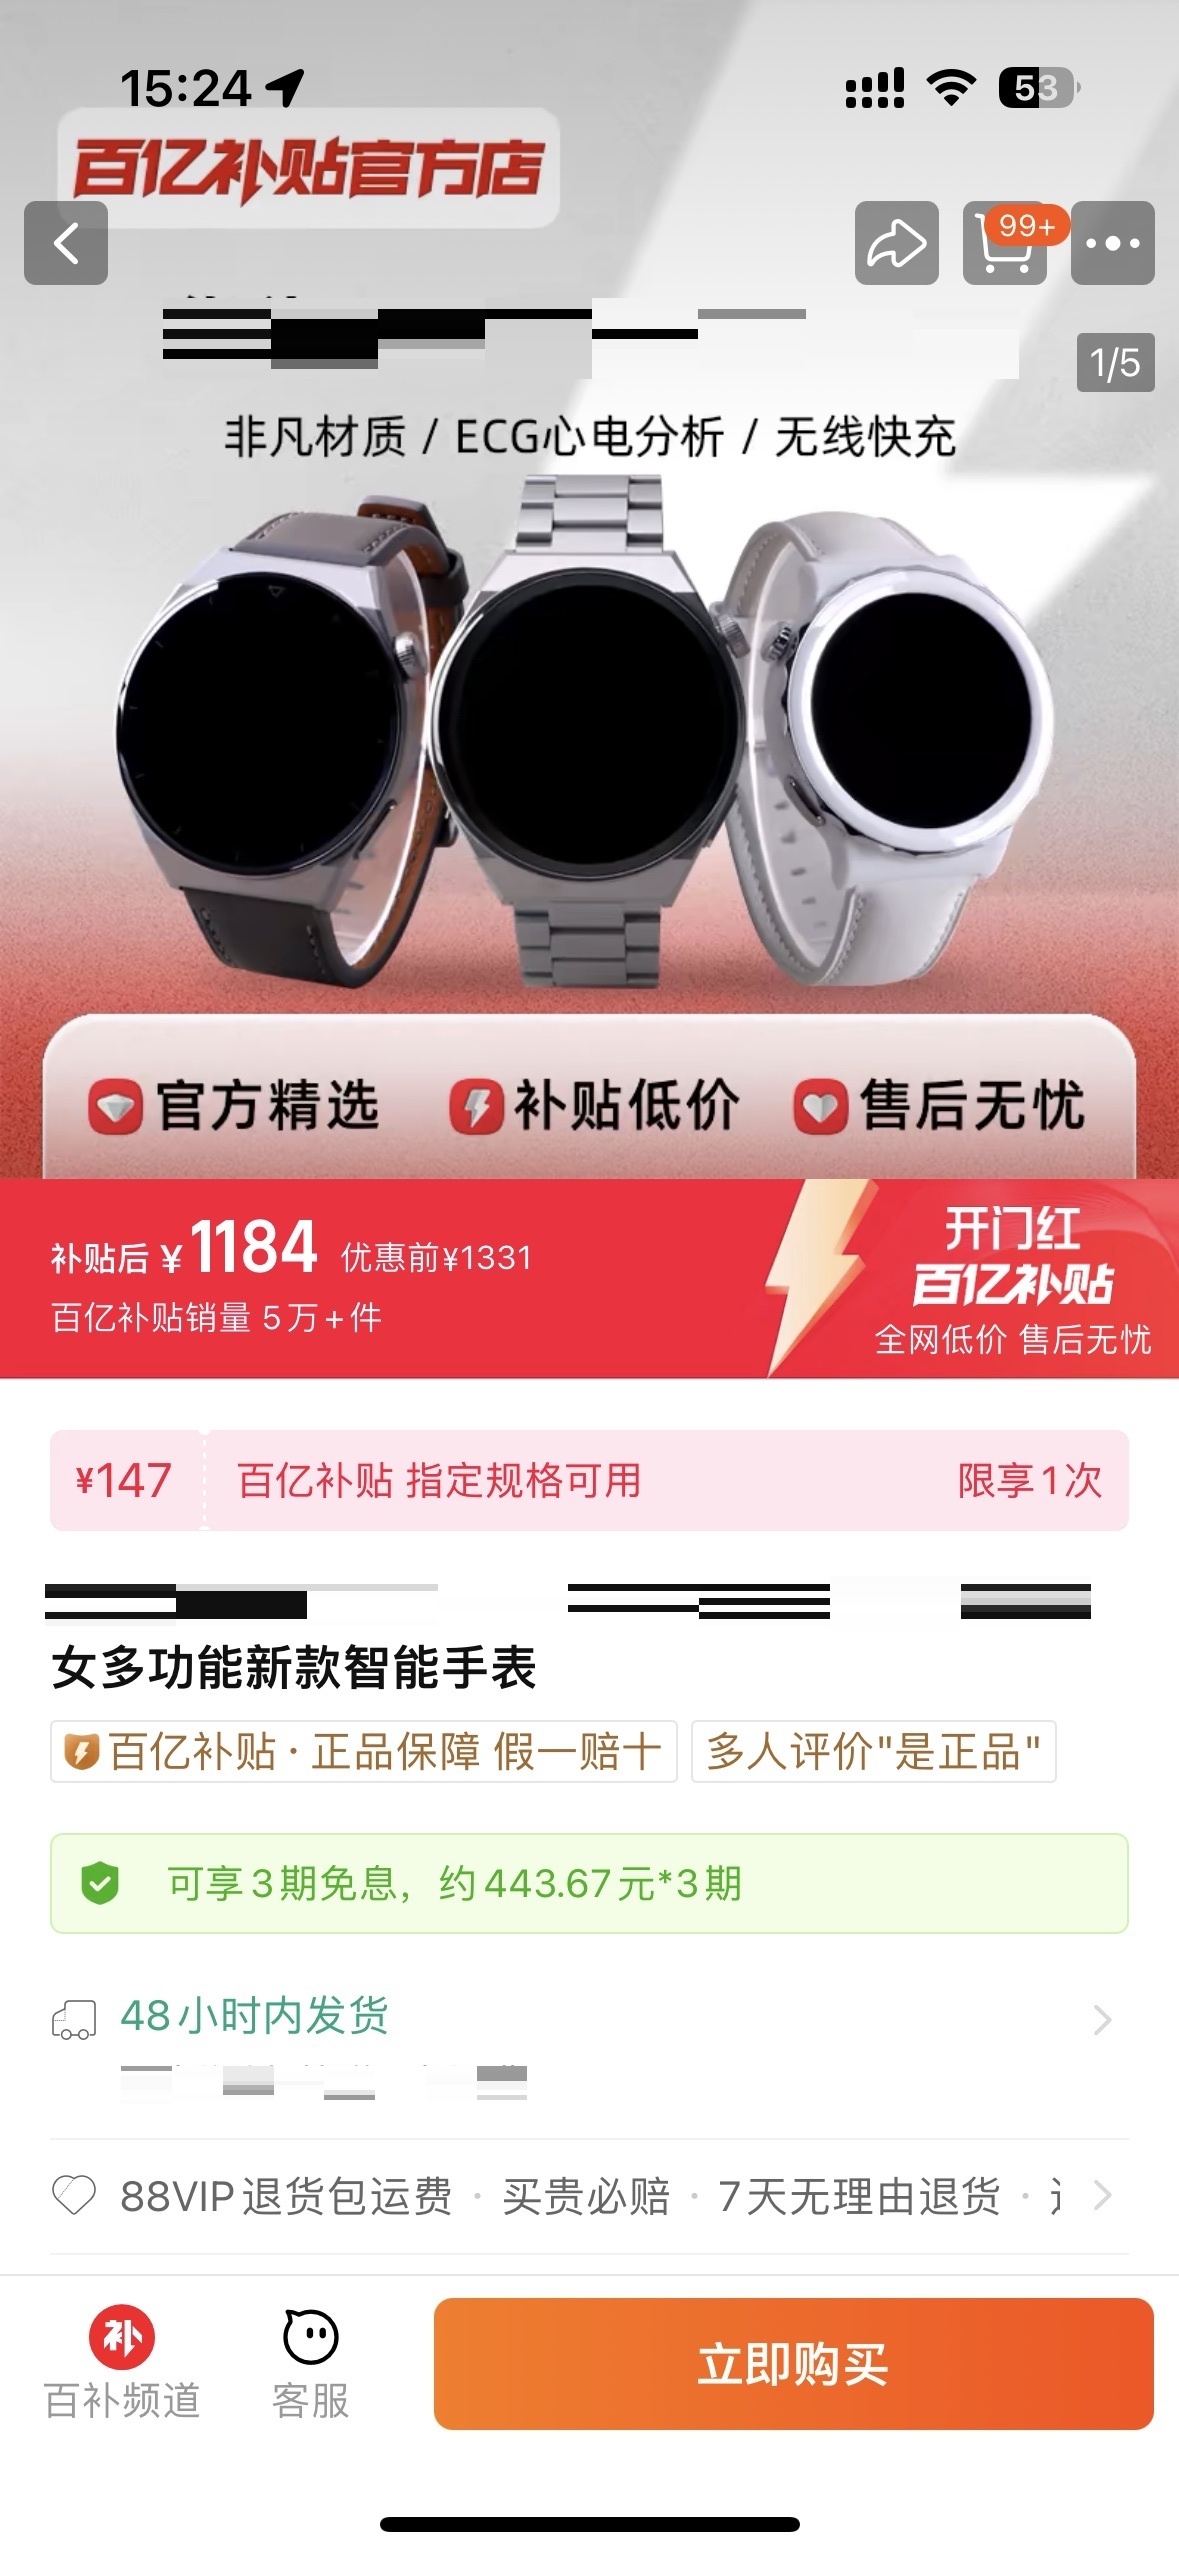 15:24
53
百亿补贴官方店
99+
1/5
非凡材质 / ECG心电分析 / 无线快充
官方精选 补贴低价 售后无忧
补贴后 ¥1184 优惠前¥1331
百亿补贴销量 5万+件
开门红
百亿补贴
全网低价 售后无忧
¥147 百亿补贴 指定规格可用 限享1次
女多功能新款智能手表
百亿补贴·正品保障 假一赔十 多人评价"是正品"
可享3期免息，约443.67元*3期
48小时内发货
88VIP退货包运费 · 买贵必赔 · 7天无理由退货 ·
补
百补频道 客服 立即购买